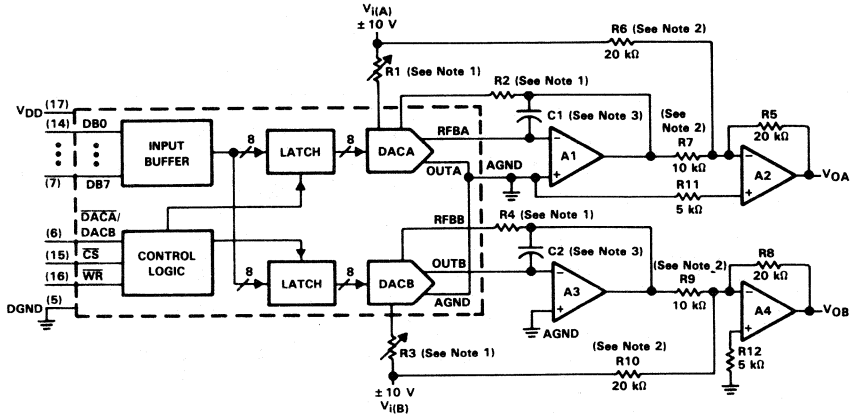 Vi(A)
± 10 V
R6 (See Note 2)
20 kΩ
R1 (See Note 1)
R2 (See Note 1)
VDD (17)
(14) DB0
INPUT
BUFFER
8
LATCH
8
DACA
RFBA
C1 (See Note 3)
A1
(See
Note 2)
R7
10 kΩ
R5
20 kΩ
A2
VOA
(7) DB7
OUTA
AGND
R11
5 kΩ
DACA/
DACB
(6)
CS
(15)
WR
(16)
CONTROL
LOGIC
RFBB
R4 (See Note 1)
8
LATCH
8
DACB
OUTB
AGND
C2 (See Note 3)
A3
AGND
(See Note 2)
R9
10 kΩ
R8
20 kΩ
A4
VOB
DGND (5)
R3 (See Note 1)
(See Note 2)
R10
20 kΩ
R12
5 kΩ
± 10 V
Vi(B)